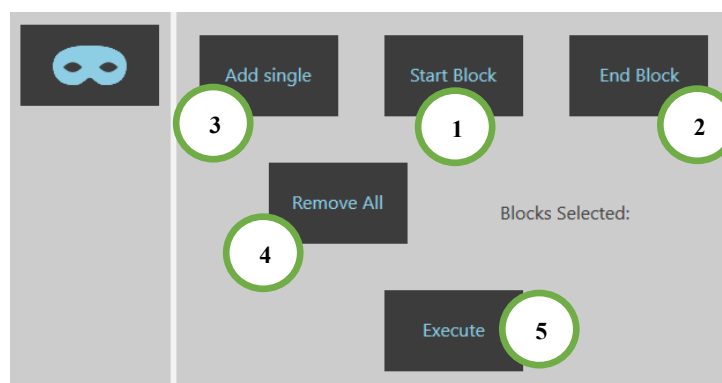 Add single
Start Block
End Block
3
1
2
Remove All
Blocks Selected:
4
Execute
5